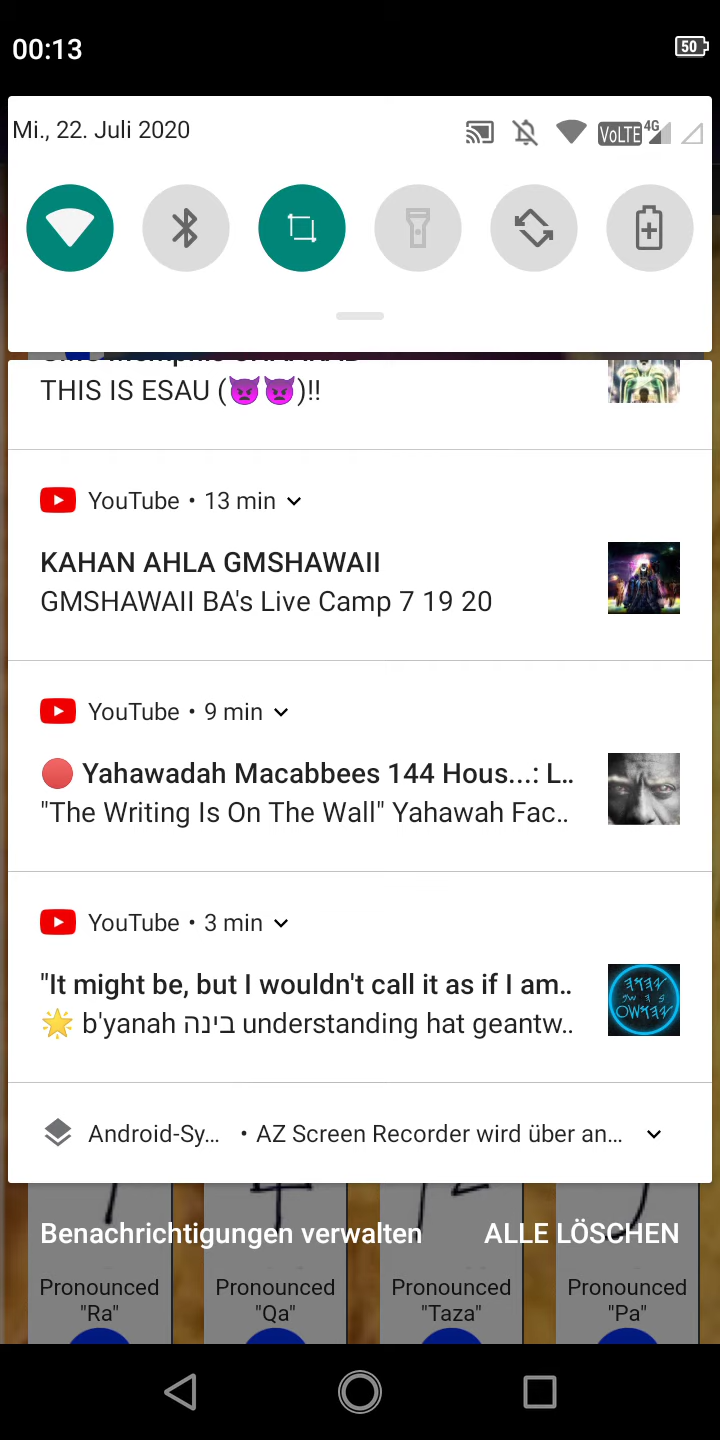 00:13
50
Mi., 22. Juli 2020
VoLTE 4G
THIS IS ESAU (😈😈)!!
YouTube • 13 min
KAHAN AHLA GMSHAWAII
GMSHAWAII BA's Live Camp 7 19 20
YouTube • 9 min
🔴 Yahawadah Macabbees 144 Hous...: L..
"The Writing Is On The Wall" Yahawah Fac..
YouTube • 3 min
"It might be, but I wouldn't call it as if I am..
🌟 b'yanah בינה understanding hat geantw..
Android-Sy… • AZ Screen Recorder wird über an…
Benachrichtigungen verwalten ALLE LÖSCHEN
Pronounced Pronounced Pronounced Pronounced
"Ra" "Qa" "Taza" "Pa"